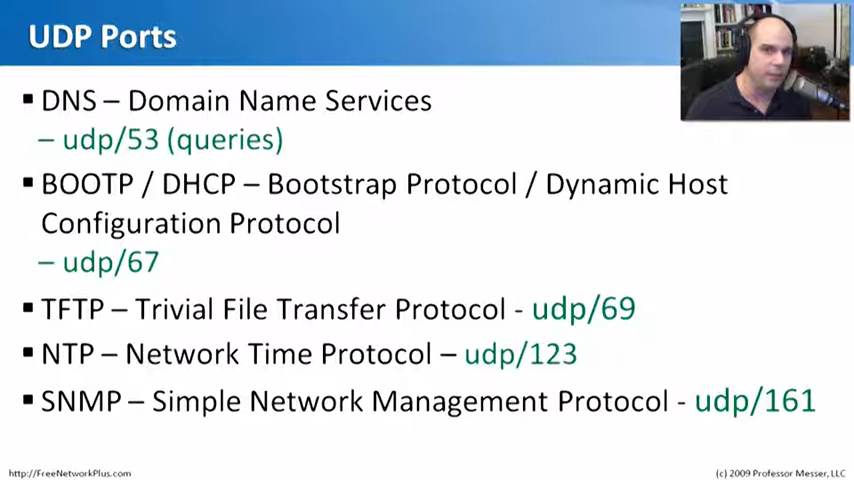 UDP Ports
▪ DNS – Domain Name Services
– udp/53 (queries)
▪ BOOTP / DHCP – Bootstrap Protocol / Dynamic Host
Configuration Protocol
– udp/67
▪ TFTP – Trivial File Transfer Protocol - udp/69
▪ NTP – Network Time Protocol – udp/123
▪ SNMP – Simple Network Management Protocol - udp/161
http://FreeNetworkPlus.com
(c) 2009 Professor Messer, LLC